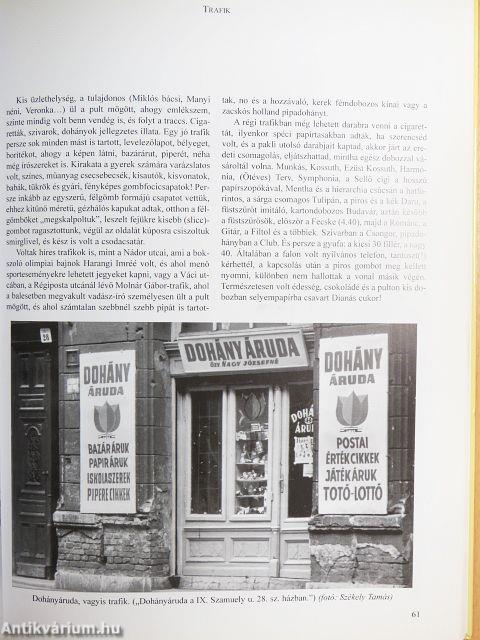 TRAFIK
Kis üzlethelység, a tulajdonos (Miklós bácsi, Manyi
néni, Veronka…) ül a pult mögött, ahogy emlékszem,
szinte mindig volt benn vendég is, és folyt a traccs. Ciga-
retták, szivarok, dohányok jellegzetes illata. Egy jó trafik
persze sok minden mást is tartott, levelezőlapot, bélyeget,
borítékot, ahogy a képen látni, bazárárut, piperét, néha
még írószereket is. Kirakata a gyerek számára varázslatos
volt, színes, műanyag csecsebecsék, kisautók, kisvonatok,
babák, tükrök és gyári, fényképes gombfocicsapatok! Per-
sze inkább az egyszerű, félgömb formájú csapatot vettük,
ehhez kitűnő méretű, gézhálós kapukat adtak, otthon a fél-
gömböket „megskalpoltuk”, leszelt fejükre kisebb (slicc)-
gombot ragasztottunk, végül az oldalát kúposra csiszoltuk
smirglivel, és kész is volt a csodacsatár.
Voltak híres trafikok is, mint a Nádor utcai, ami a bok-
szoló olimpiai bajnok Harangi Imréé volt, és ahol menő
sporteseményekre lehetett jegyeket kapni, vagy a Váci ut-
cában, a Régiposta utcánál lévő Molnár Gábor-trafik, ahol
a balesetben megvakult vadász-író személyesen ült a pult
mögött, és ahol számtalan szebbnél szebb pipát is tartot-
tak, no és a hozzávaló, kerek fémdobozos kínai vagy a
zacskós holland pipadohányt.
A régi trafikban még lehetett darabra venni a cigaret-
tát, ilyenkor spéci papírtasakban adták, ha szerencséd
volt, és a pakli utolsó darabjait kaptad, akkor járt az ere-
deti csomagolás, eljátszhattad, mintha egész dobozzal vá-
sároltál volna. Munkás, Kossuth, Ezüst Kossuth, Harmó-
nia, (Ötéves) Terv, Symphonia, a Sellő cigi a hosszú
papírszopókával, Mentha és a hierarchia csúcsán a hatfo-
rintos, a sárga csomagos Tulipán, a piros és a kék Daru, a
füstszűrőt imitáló, kartondobozos Budavár, aztán később
a füstszűrősök, először a Fecske (4.40), majd a Románc, a
Gitár, a Filtol és a többiek. Szivarban a Csongor, pipado-
hányban a Club. És persze a gyufa: a kicsi 30 fillér, a nagy
40. Általában a falon volt nyílvános telefon, tantuszt(!)
kérhettél, a kapcsolás után a piros gombot meg kellett
nyomni, különben nem hallottak a vonal másik végén.
Természetesen volt édesség, csokoládé és a pulton kis do-
bozban selyempapírba csavart Dianás cukor!
28
DOHÁNY
ÁRUDA
BAZÁRÁRUK
PAPIRÁRUK
ISKOLASZEREK
PIPERECIKKEK
DOHÁNY ÁRUDA
ÖZV NAGY JÓZSEFNÉ
DOHÁNY
ÁRUDA
DOHÁNY
ÁRUDA
POSTAI
ÉRTÉKCIKKEK
JÁTÉKÁRUK
TOTÓ-LOTTÓ
Dohányáruda, vagyis trafik. („Dohányáruda a IX. Szamuely u. 28. sz. házban.”) (fotó: Székely Tamás)
61
Antikvárium.hu